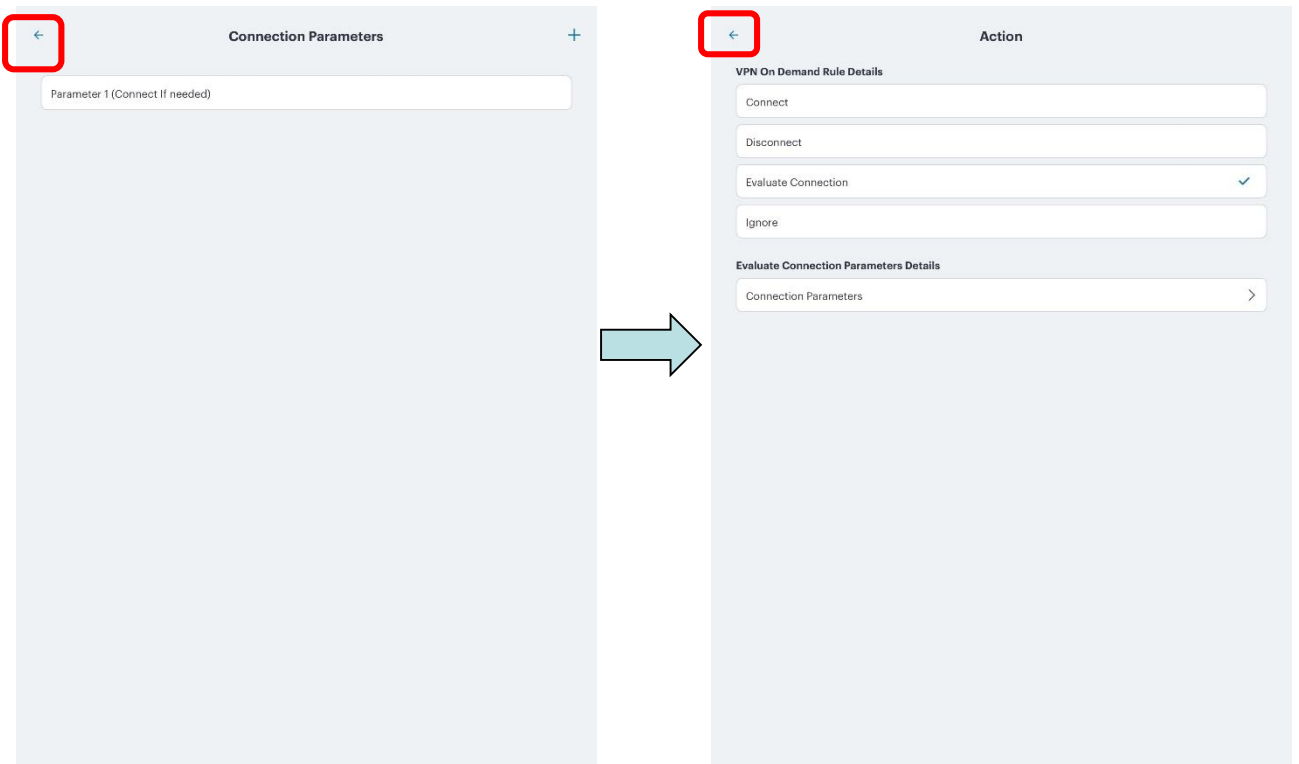 Connection Parameters
Parameter 1 (Connect If needed)
Action
VPN On Demand Rule Details
Connect
Disconnect
Evaluate Connection
Ignore
Evaluate Connection Parameters Details
Connection Parameters